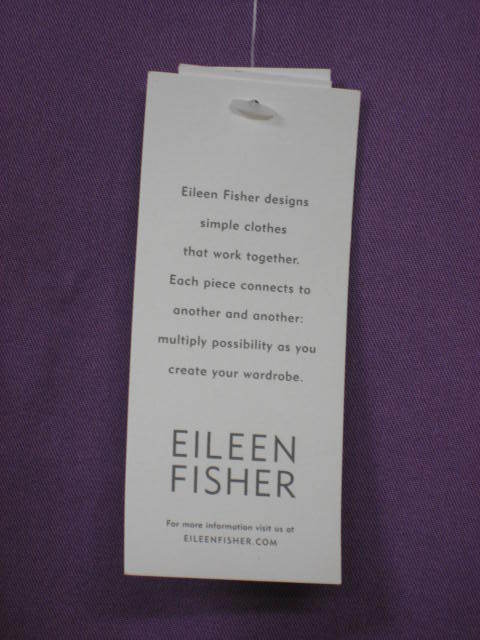 Eileen Fisher designs
simple clothes
that work together.
Each piece connects to
another and another:
multiply possibility as you
create your wardrobe.
EILEEN
FISHER
For more information visit us at
EILEENFISHER.COM